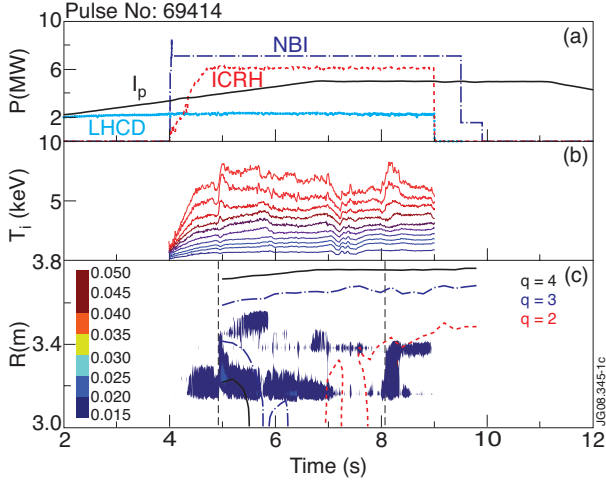 Pulse No: 69414
10
(a)
NBI
P(MW)
6
ICRH
Ip
2
LHCD
10
(b)
Ti (keV)
5
3.8
(c)
0.050
0.045
0.040
0.035
0.030
0.025
0.020
0.015
q = 4
q = 3
q = 2
R(m)
3.4
3.0
2 4 6 8 10 12
Time (s)
JG08.345-1c